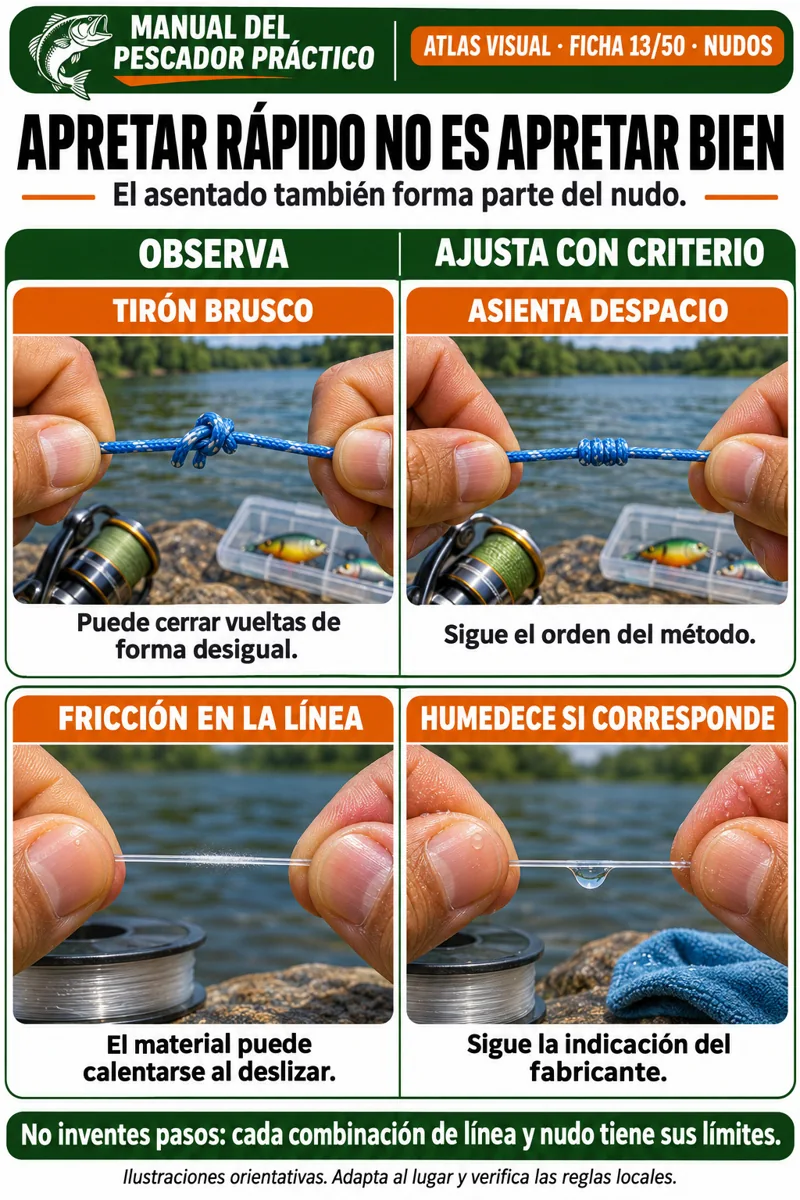 MANUAL DEL
PESCADOR PRÁCTICO
ATLAS VISUAL · FICHA 13/50 · NUDOS
APRETAR RÁPIDO NO ES APRETAR BIEN
El asentado también forma parte del nudo.
OBSERVA
AJUSTA CON CRITERIO
TIRÓN BRUSCO
ASIENTA DESPACIO
Puede cerrar vueltas de
forma desigual.
Sigue el orden del método.
FRICCIÓN EN LA LÍNEA
HUMEDECE SI CORRESPONDE
El material puede
calentarse al deslizar.
Sigue la indicación del
fabricante.
No inventes pasos: cada combinación de línea y nudo tiene sus límites.
Ilustraciones orientativas. Adapta al lugar y verifica las reglas locales.